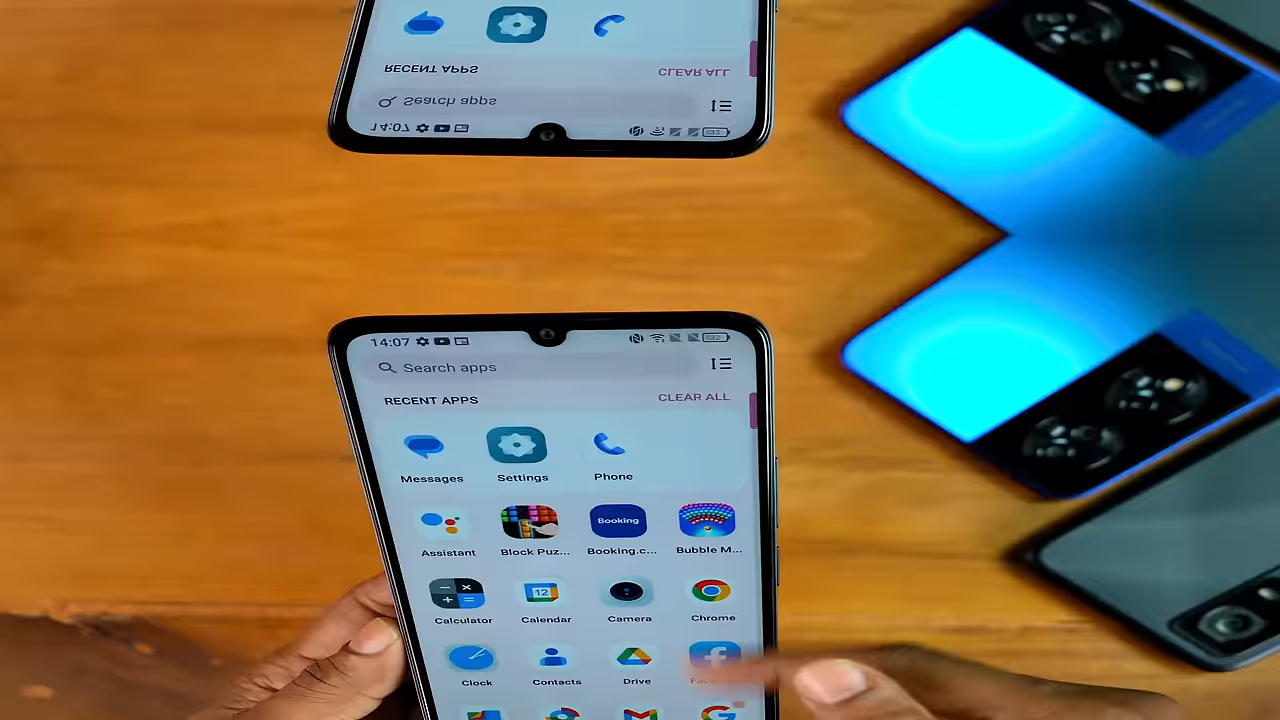 RECENT APPS CLEAR ALL
Search apps
14:07
14:07 32
Search apps
RECENT APPS CLEAR ALL
Messages Settings Phone
Booking
Assistant Block Puz... Booking.c... Bubble M...
12
Calculator Calendar Camera Chrome
Clock Contacts Drive